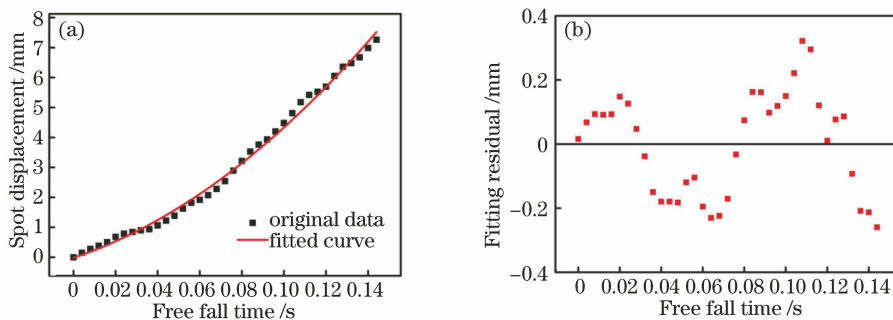 (a)
Spot displacement /mm
8
7
6
5
4
3
2
1
0
original data
fitted curve
0 0.02 0.04 0.06 0.08 0.10 0.12 0.14
Free fall time /s
(b)
Fitting residual /mm
0.4
0.2
0
−0.2
−0.4
0 0.02 0.04 0.06 0.08 0.10 0.12 0.14
Free fall time /s